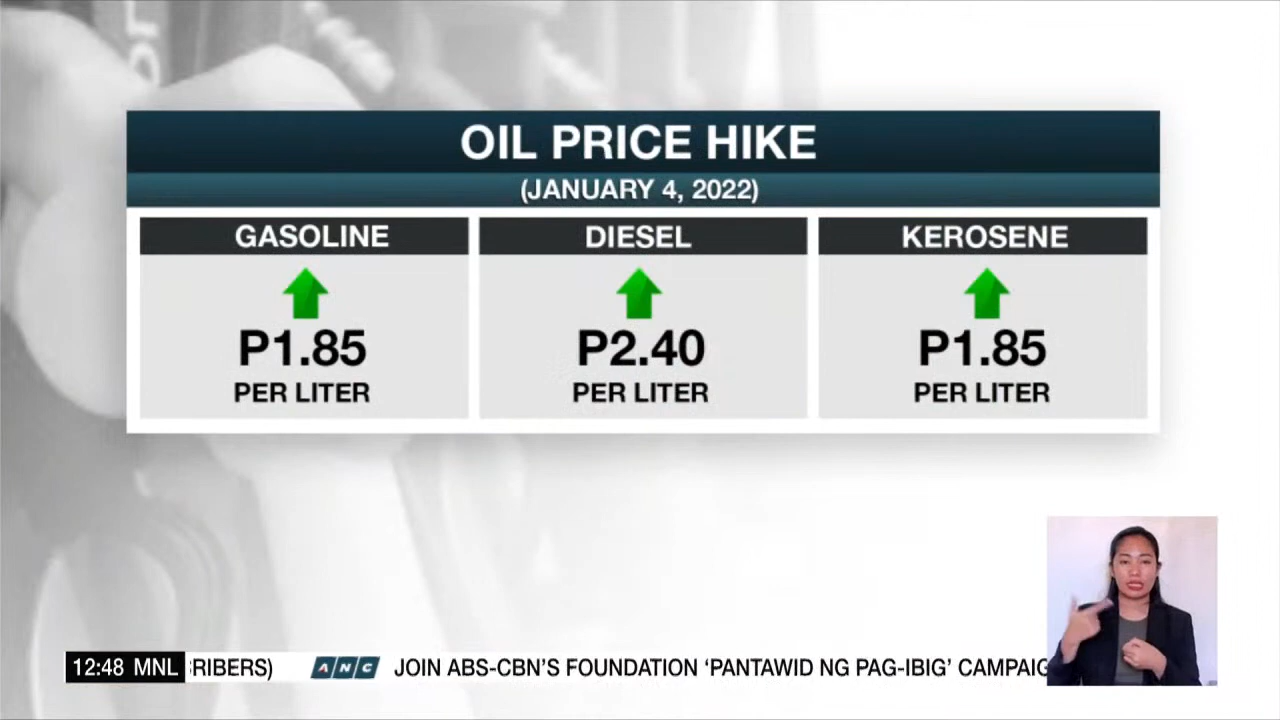 OIL PRICE HIKE
(JANUARY 4, 2022)
GASOLINE
P1.85
PER LITER
DIESEL
P2.40
PER LITER
KEROSENE
P1.85
PER LITER
12:48 MNL RIBERS) ANC JOIN ABS-CBN'S FOUNDATION ‘PANTAWID NG PAG-IBIG’ CAMPAIG